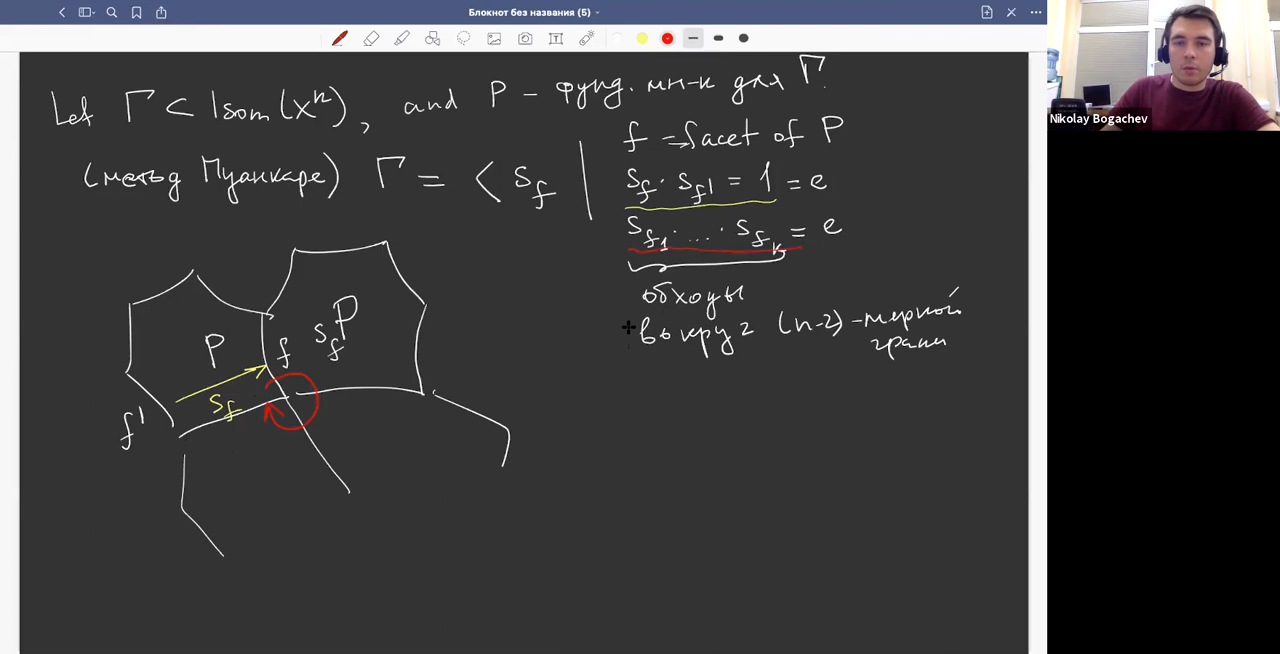 Блокнот без названия (5)
Nikolay Bogachev
Let Γ < Isom(Xⁿ), and P – фунд. мн-к для Γ.
(метод Пуанкаре) Γ = ⟨ s_f |
f = facet of P
s_f · s_f' = 1 = e
s_f₁ · ... · s_fₖ = e
обходы
вокруг (n-2)-мерной
грани
P
f
s_f P
s_f
f'